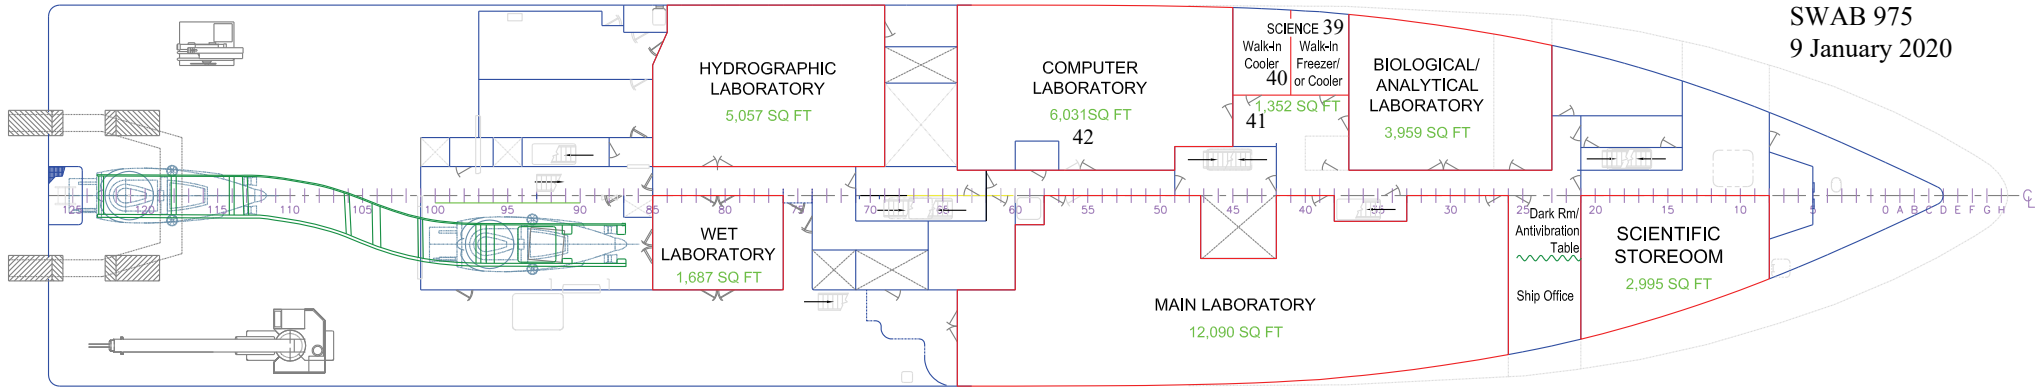 SWAB 975
9 January 2020
HYDROGRAPHIC
LABORATORY
5,057 SQ FT
COMPUTER
LABORATORY
6,031SQ FT
42
SCIENCE 39
Walk-In
Cooler
40
Walk-In
Freezer/
or Cooler
1,352 SQ FT
41
BIOLOGICAL/
ANALYTICAL
LABORATORY
3,959 SQ FT
125 120 115 110 105 100 95 90 85 80 75 70 65 60 55 50 45 40 35 30 25 20 15 10 5 0 A B C D E F G H
C
L
WET
LABORATORY
1,687 SQ FT
MAIN LABORATORY
12,090 SQ FT
Dark Rm/
Antivibration
Table
Ship Office
SCIENTIFIC
STOREOOM
2,995 SQ FT